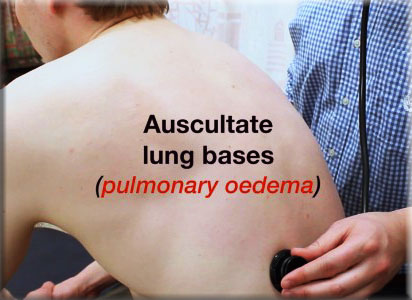 Auscultate
lung bases
(pulmonary oedema)